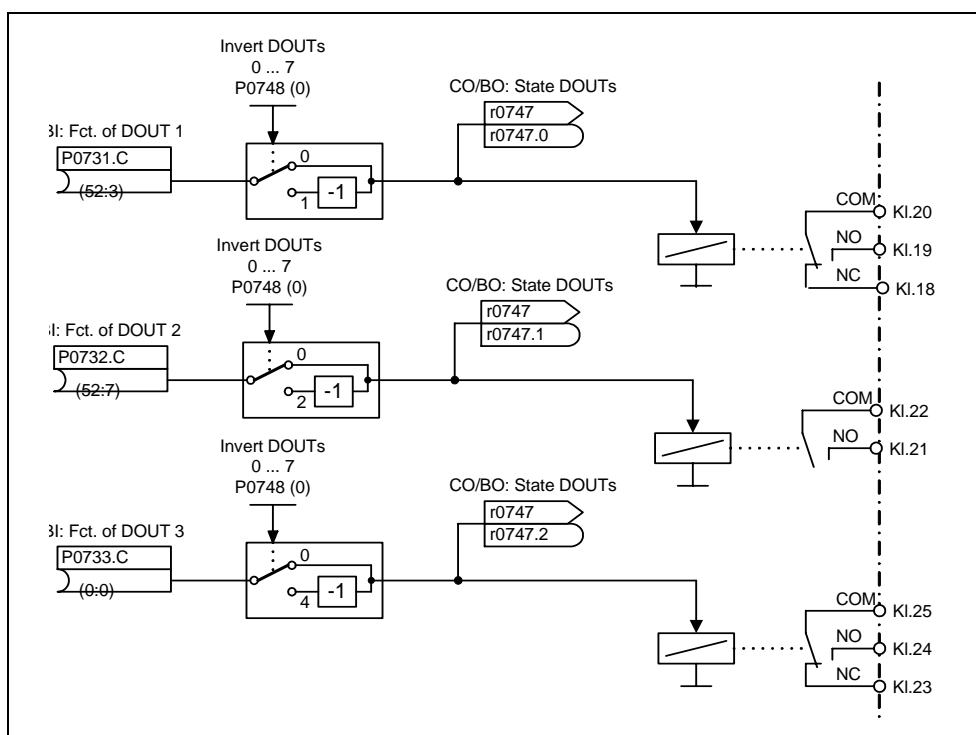 Invert DOUTs
0 ... 7
P0748 (0)
CO/BO: State DOUTs
r0747
r0747.0
BI: Fct. of DOUT 1
P0731.C
(52:3)
0
1
-1
COM
Kl.20
NO
Kl.19
NC
Kl.18
Invert DOUTs
0 ... 7
P0748 (0)
CO/BO: State DOUTs
r0747
r0747.1
BI: Fct. of DOUT 2
P0732.C
(52:7)
0
2
-1
COM
Kl.22
NO
Kl.21
Invert DOUTs
0 ... 7
P0748 (0)
CO/BO: State DOUTs
r0747
r0747.2
BI: Fct. of DOUT 3
P0733.C
(0:0)
0
4
-1
COM
Kl.25
NO
Kl.24
NC
Kl.23